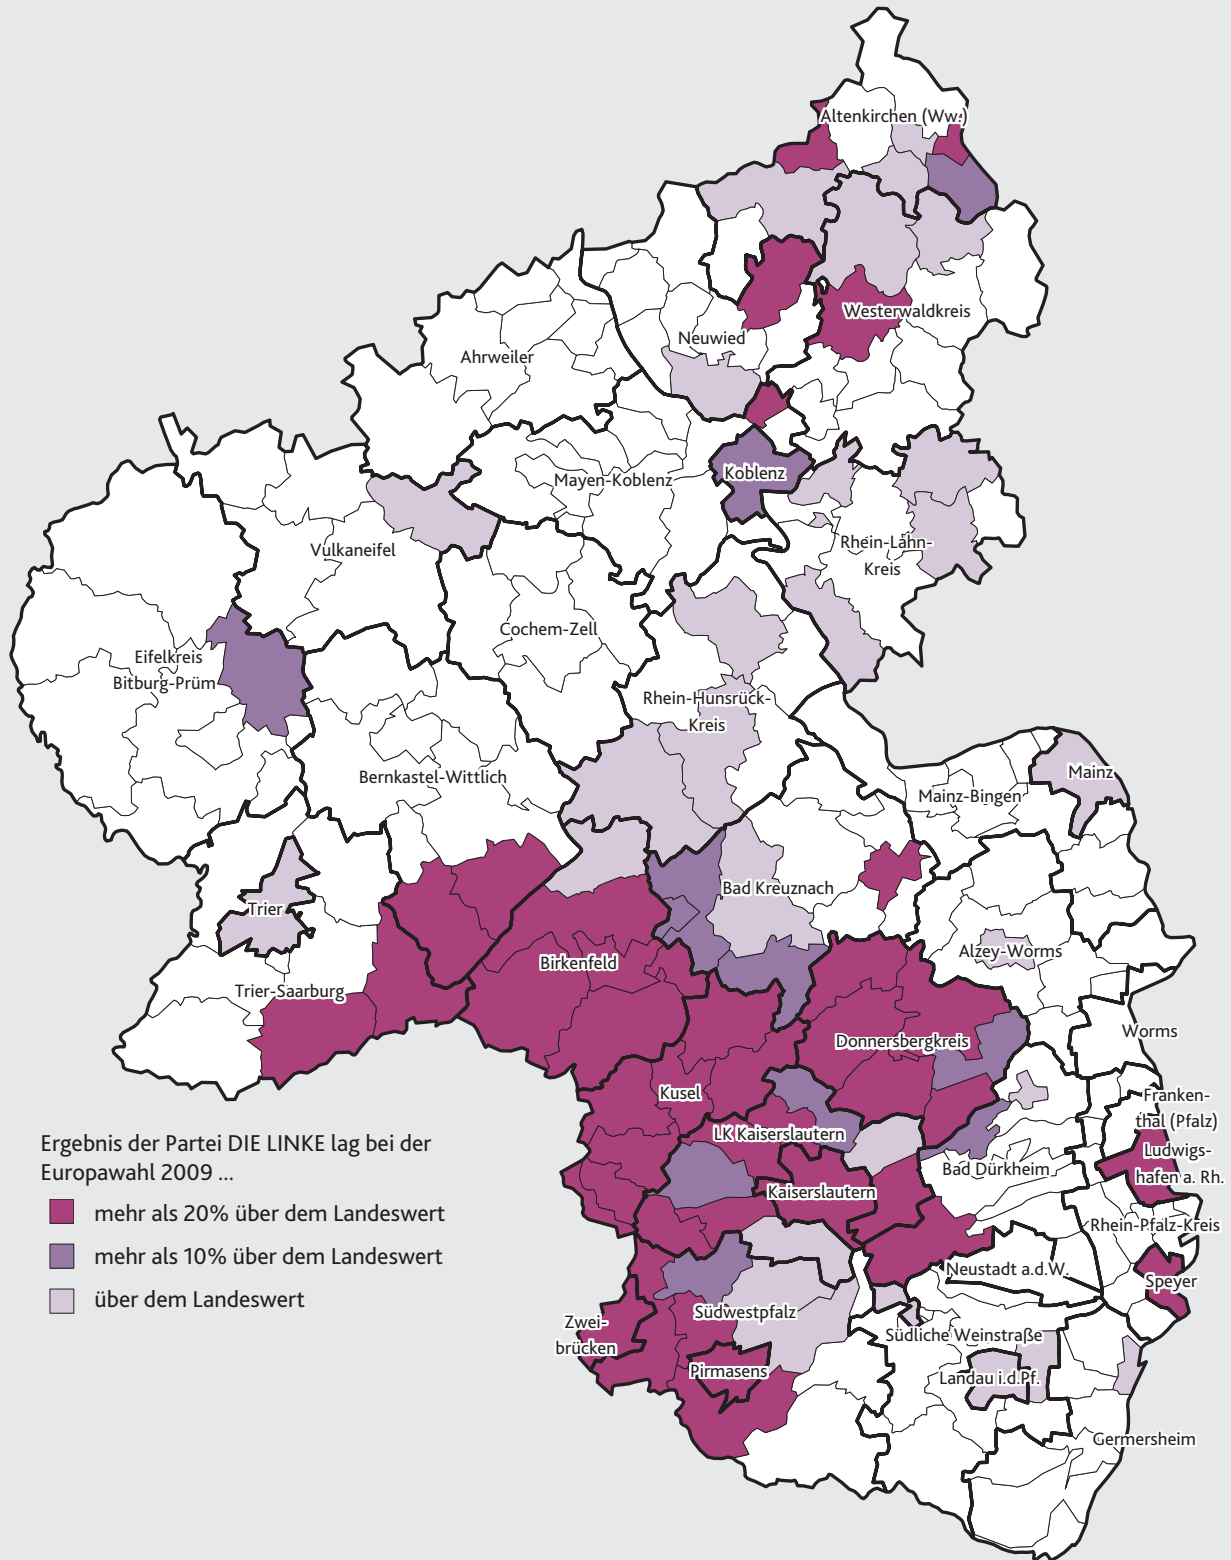 Altenkirchen (Ww.)
Westerwaldkreis
Neuwied
Ahrweiler
Koblenz
Mayen-Koblenz
Vulkaneifel
Rhein-Lahn-
Kreis
Cochem-Zell
Eifelkreis
Bitburg-Prüm
Rhein-Hunsrück-
Kreis
Bernkastel-Wittlich
Mainz
Mainz-Bingen
Bad Kreuznach
Trier
Alzey-Worms
Birkenfeld
Trier-Saarburg
Worms
Donnersbergkreis
Kusel
Franken-
thal (Pfalz)
LK Kaiserslautern
Ludwigs-
hafen a. Rh.
Bad Dürkheim
Kaiserslautern
Rhein-Pfalz-Kreis
Neustadt a.d.W.
Speyer
Südwestpfalz
Zwei-
brücken
Südliche Weinstraße
Pirmasens
Landau i.d.Pf.
Germersheim
Ergebnis der Partei DIE LINKE lag bei der
Europawahl 2009 ...
mehr als 20% über dem Landeswert
mehr als 10% über dem Landeswert
über dem Landeswert